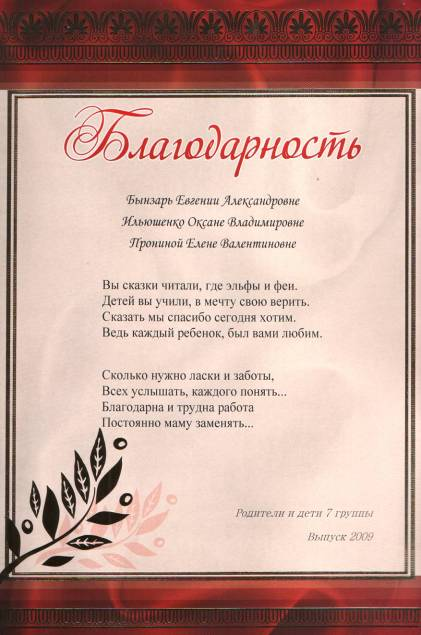 Благодарность
Бынзарь Евгении Александровне
Ильюшенко Оксане Владимировне
Прониной Елене Валентиновне
Вы сказки читали, где эльфы и феи.
Детей вы учили, в мечту свою верить.
Сказать мы спасибо сегодня хотим.
Ведь каждый ребенок, был вами любим.
Сколько нужно ласки и заботы,
Всех услышать, каждого понять...
Благодарна и трудна работа
Постоянно маму заменять...
Родители и дети 7 группы
Выпуск 2009